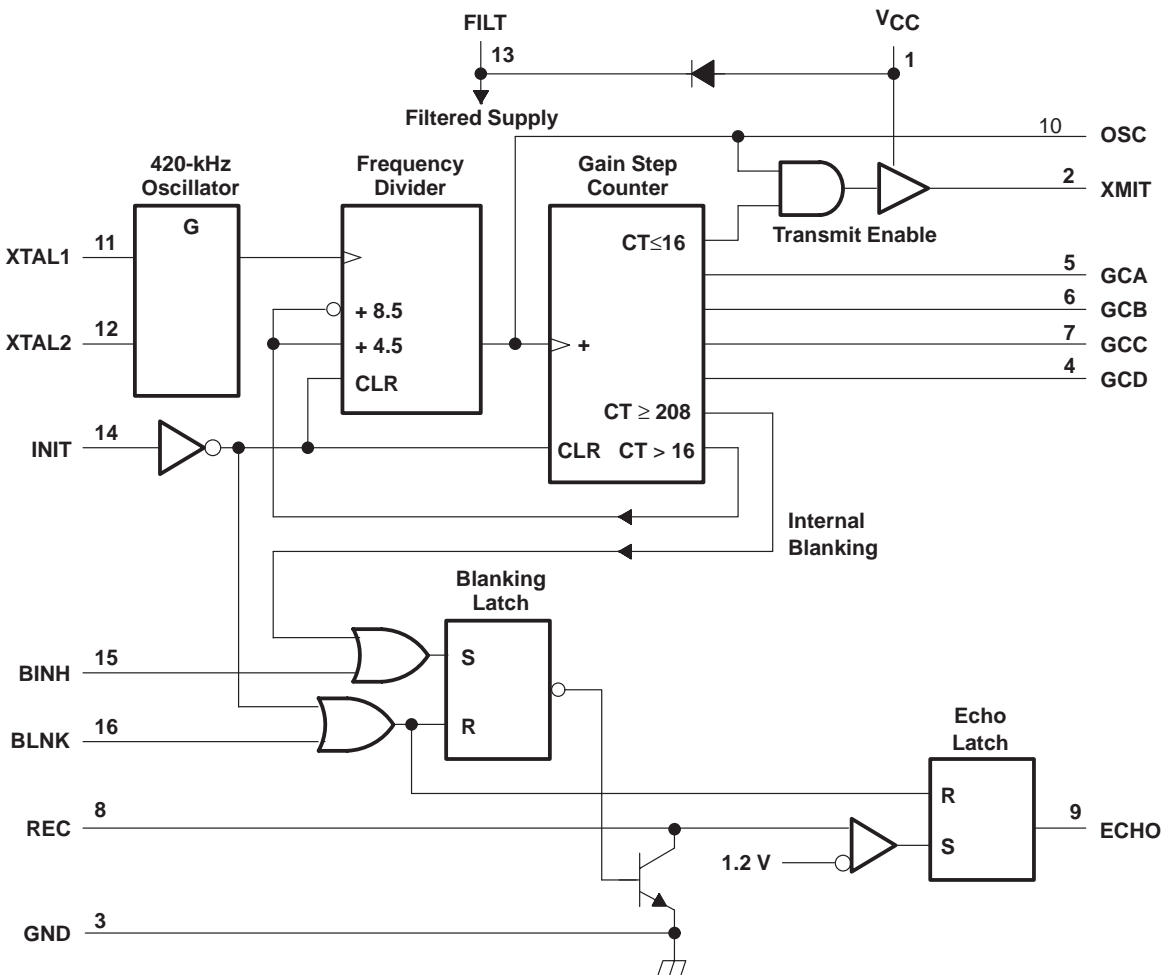 FILT
VCC
13
1
Filtered Supply
10
OSC
420-kHz
Oscillator
Frequency
Divider
Gain Step
Counter
2
XMIT
G
Transmit Enable
CT≤16
XTAL1
11
5
GCA
+ 8.5
6
GCB
XTAL2
12
+ 4.5
+
7
GCC
CLR
4
GCD
CT ≥ 208
INIT
14
CLR
CT > 16
Internal
Blanking
Blanking
Latch
S
BINH
15
R
BLNK
16
Echo
Latch
R
REC
8
9
ECHO
S
1.2 V
GND
3